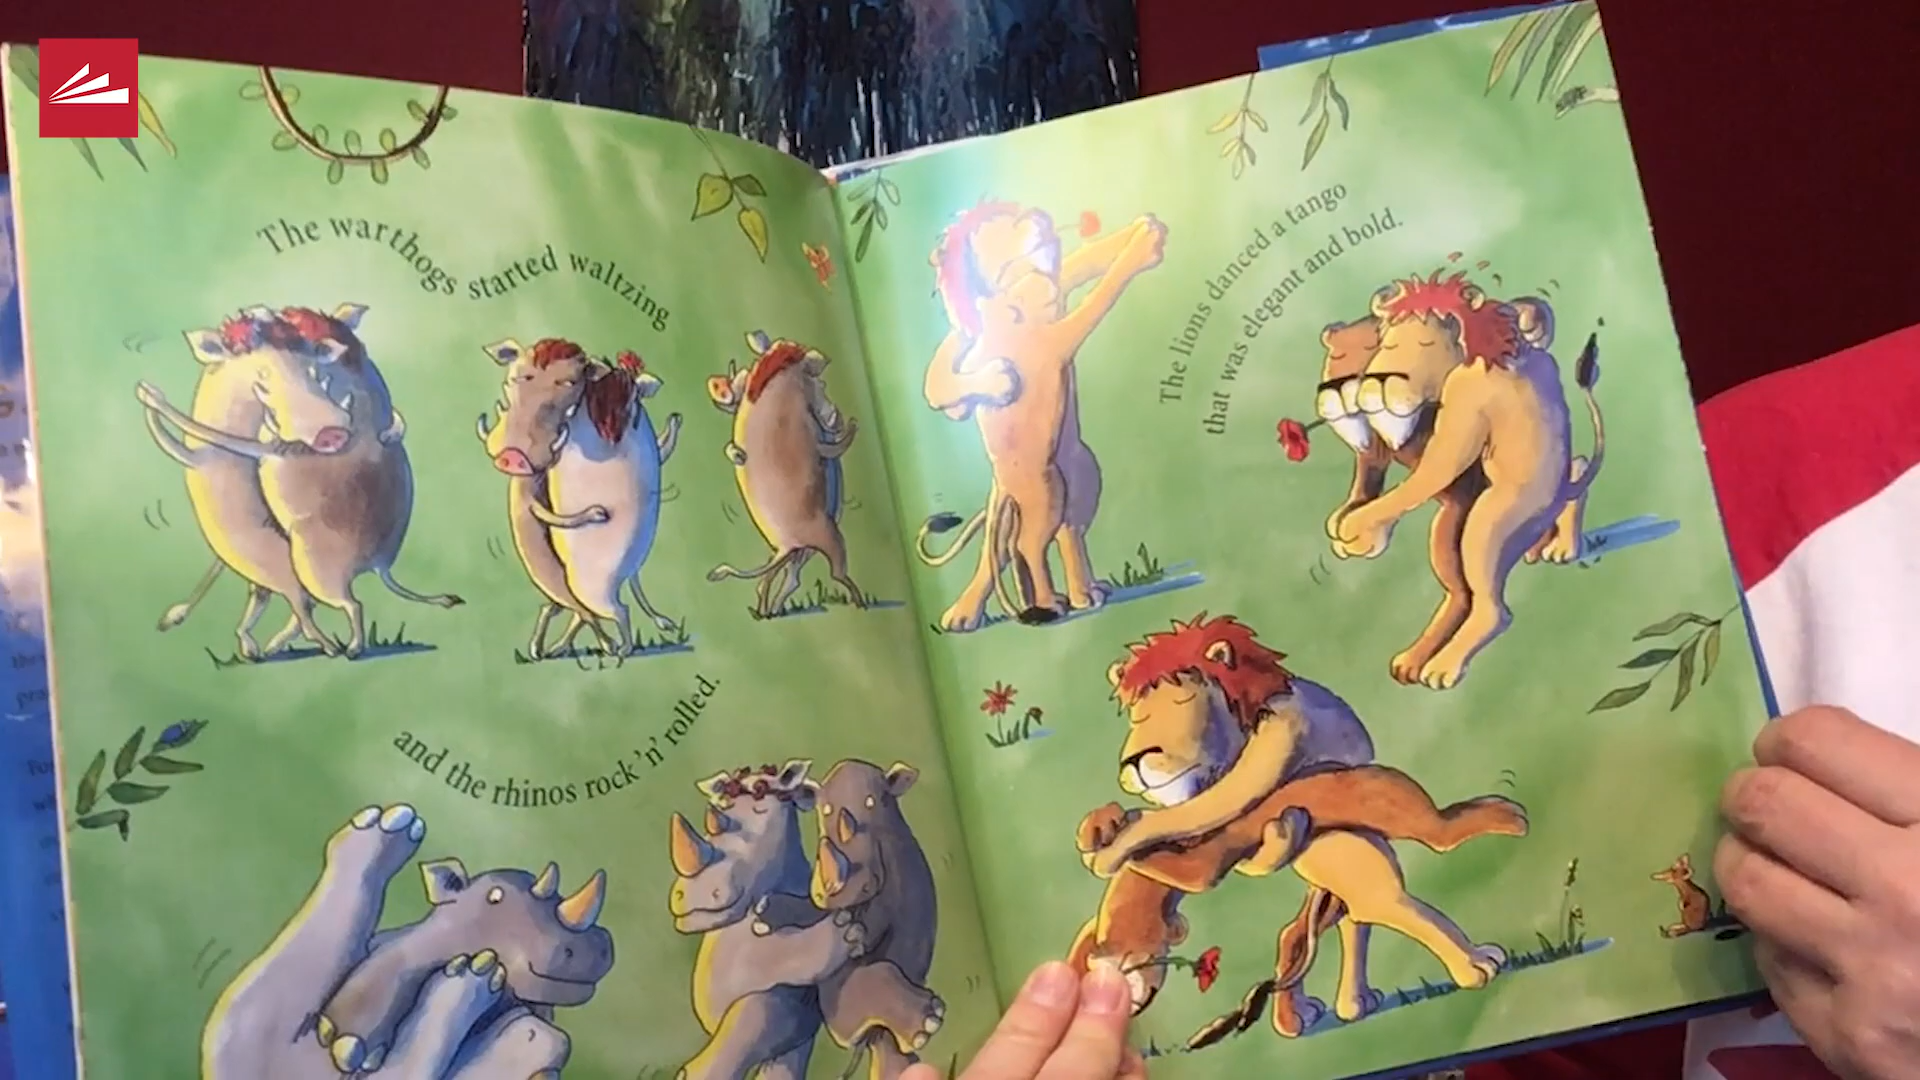 The warthogs started waltzing
and the rhinos rock 'n' rolled.
The lions danced a tango
that was elegant and bold.